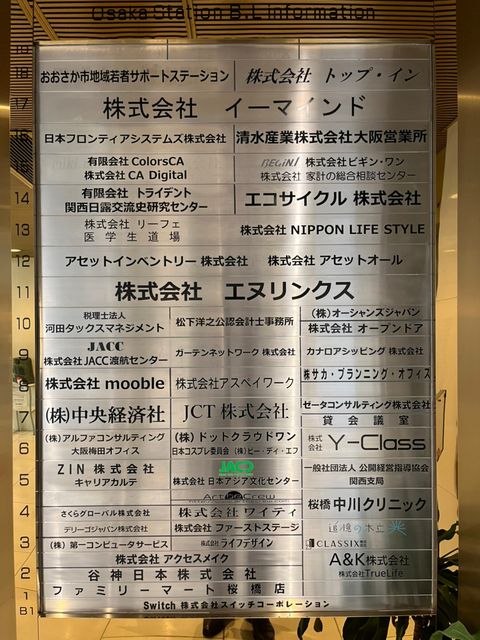 Osaka Station B.L information
18
おおさか市地域若者サポートステーション
株式会社 トップ・イン
17
株式会社 イーマインド
16
日本フロンティアシステムズ株式会社
清水産業株式会社大阪営業所
15
有限会社 ColorsCA
株式会社 CA Digital
BEGIN! 株式会社ビギン・ワン
株式会社 家計の総合相談センター
14
有限会社 トライデント
関西日露交流史研究センター
エコサイクル 株式会社
13
株式会社 リーフェ
医学生道場
株式会社 NIPPON LIFE STYLE
12
アセットインベントリー 株式会社
株式会社 アセットオール
11
株式会社 エヌリンクス
10
税理士法人
河田タックスマネジメント
松下洋之公認会計士事務所
(株)オーシャンズジャパン
株式会社 オープンドア
9
JACC
株式会社JACC渡航センター
ガーデンネットワーク 株式会社
カナロアシッピング 株式会社
8
株式会社 mooble
株式会社アスペイワーク
株式会社サカ・プランニング・オフィス
7
(株)中央経済社
JCT 株式会社
ゼータコンサルティング株式会社
貸会議室
6
(株)アルファコンサルティング
大阪梅田オフィス
(株)ドットクラウドワン
日本コスプレ委員会 (株)ビー・ディ・エフ
株式会社 Y-Class
5
ZIN 株式会社
キャリアカルテ
JACO
株式会社 日本アジア文化センター
一般社団法人 公開経営指導協会
関西支局
Art Crew
4
さくらグローバル株式会社
株式会社 ワイティ
桜橋 中川クリニック
デリーゴジャパン株式会社
株式会社 ファーストステージ
追憶の木立
3
(株) 第一コンピュータサービス
株式会社 ライフデザイン
CLASSIX
株式会社 アクセスメイク
A&K株式会社
株式会社TrueLife
2
谷神日本株式会社
1
ファミリーマート桜橋店
B1
Switch 株式会社スイッチコーポレーション